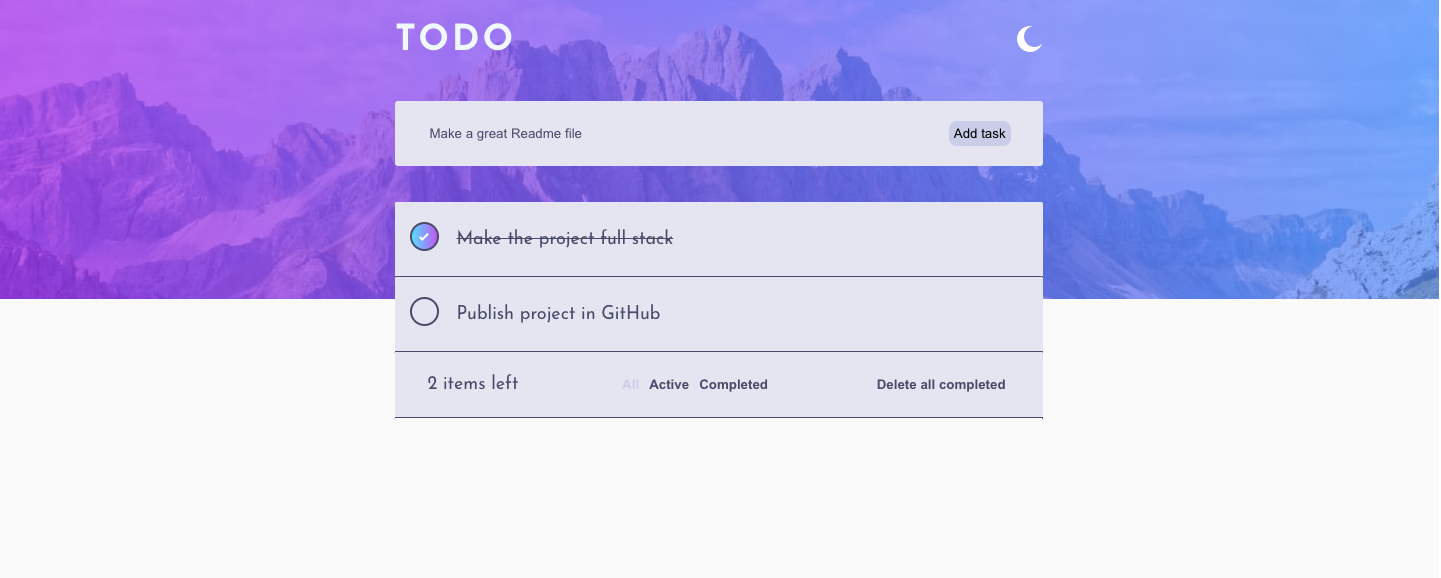 TODO
Make a great Readme file
Add task
Make the project full stack
Publish project in GitHub
2 items left
All Active Completed
Delete all completed